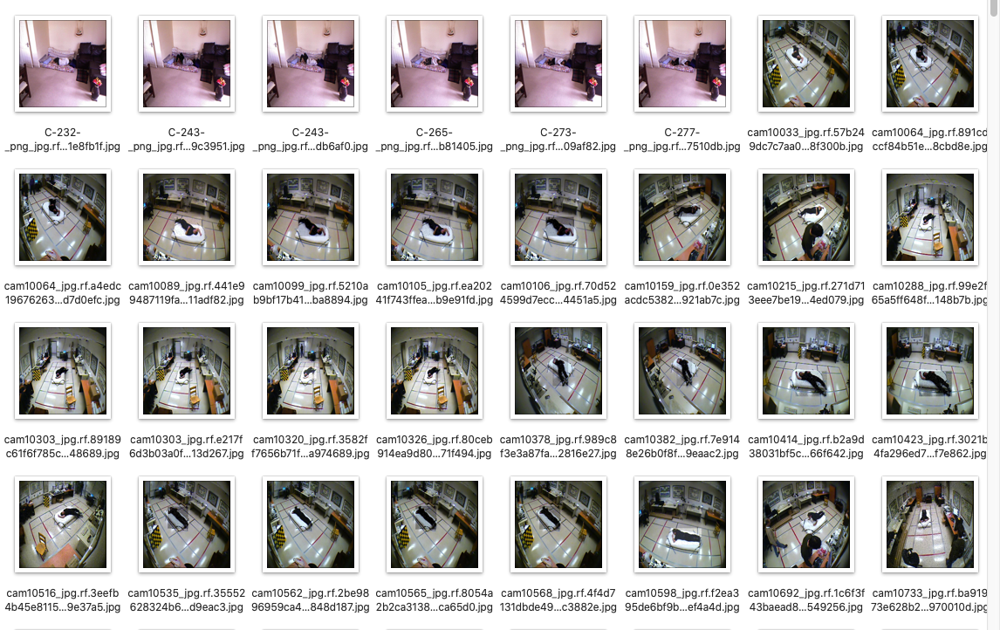 C-232-
_png_jpg.rf...1e8fb1f.jpg
C-243-
_png_jpg.rf...9c3951.jpg
C-243-
_png_jpg.rf...db6af0.jpg
C-265-
_png_jpg.rf...b81405.jpg
C-273-
_png_jpg.rf...09af82.jpg
C-277-
_png_jpg.rf...7510db.jpg
cam10033_jpg.rf.57b24
9dc7c7aa0...8f300b.jpg
cam10064_jpg.rf.891cd
ccf84b51e...8cbd8e.jpg
cam10064_jpg.rf.a4edc
19676263...d7d0efc.jpg
cam10089_jpg.rf.441e9
9487119fa...11adf82.jpg
cam10099_jpg.rf.5210a
b9bf17b41...ba8894.jpg
cam10105_jpg.rf.ea202
41f743ffea...b9e91fd.jpg
cam10106_jpg.rf.70d52
4599d7ecc...4451a5.jpg
cam10159_jpg.rf.0e352
acdc5382...921ab7c.jpg
cam10215_jpg.rf.271d71
3eee7be19...4ed079.jpg
cam10288_jpg.rf.99e2f
65a5ff648f...148b7b.jpg
cam10303_jpg.rf.89189
c61f6f785c...48689.jpg
cam10303_jpg.rf.e217f
6d3b03a0f...13d267.jpg
cam10320_jpg.rf.3582f
f7656b71f...a974689.jpg
cam10326_jpg.rf.80ceb
914ea9d80...71f494.jpg
cam10378_jpg.rf.989c8
f3e3a87fa...2816e27.jpg
cam10382_jpg.rf.7e914
8e26b0f8f...9eaac2.jpg
cam10414_jpg.rf.b2a9d
38031bf5c...66f642.jpg
cam10423_jpg.rf.3021b
4fa296ed7...f7e862.jpg
cam10516_jpg.rf.3eefb
4b45e8115...9e37a5.jpg
cam10535_jpg.rf.35552
628324b6...d9eac3.jpg
cam10562_jpg.rf.2be98
96959ca4...848d187.jpg
cam10565_jpg.rf.8054a
2b2ca3138...ca65d0.jpg
cam10568_jpg.rf.4f4d7
131dbde49...c3882e.jpg
cam10598_jpg.rf.f2ea3
95de6bf9b...ef4a4d.jpg
cam10692_jpg.rf.1c6f3f
43baead8...549256.jpg
cam10733_jpg.rf.ba919
73e628b2...970010d.jpg